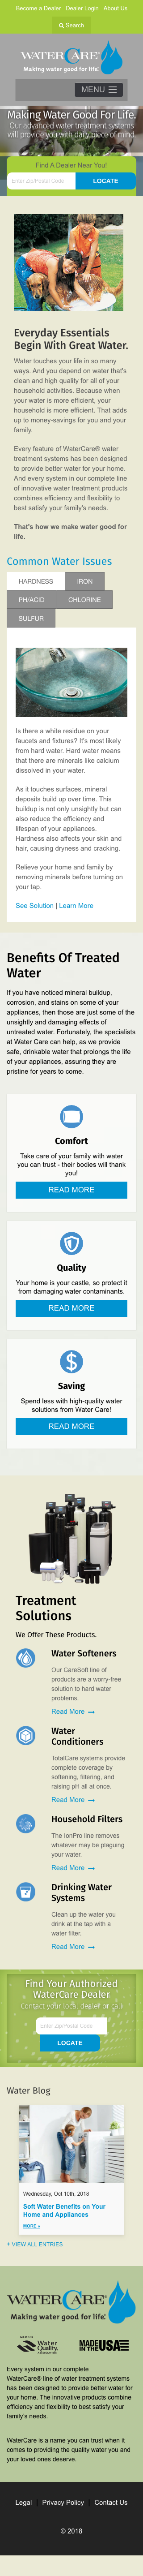 Become a Dealer Dealer Login About Us
Search
WATERCARE®
Making water good for life.
MENU
Making Water Good For Life.
Our advanced water treatment systems
will provide you with daily piece of mind.
Find A Dealer Near You!
Enter Zip/Postal Code
LOCATE
Everyday Essentials
Begin With Great Water.
Water touches your life in so many
ways. And you depend on water that's
clean and high quality for all of your
household activities. Because when
your water is more efficient, your
household is more efficient. That adds
up to money-savings for you and your
family.
Every feature of WaterCare® water
treatment systems has been designed
to provide better water for your home.
And every system in our complete line
of innovative water treatment products
combines efficiency and flexibility to
best satisfy your family's needs.
That's how we make water good for
life.
Common Water Issues
HARDNESS IRON
PH/ACID CHLORINE
SULFUR
Is there a white residue on your
faucets and fixtures? It's most likely
from hard water. Hard water means
that there are minerals like calcium
dissolved in your water.
As it touches surfaces, mineral
deposits build up over time. This
buildup is not only unsightly but can
also reduce the efficiency and
lifespan of your appliances.
Hardness also affects your skin and
hair, causing dryness and cracking.
Relieve your home and family by
removing minerals before turning on
your tap.
See Solution | Learn More
Benefits Of Treated
Water
If you have noticed mineral buildup,
corrosion, and stains on some of your
appliances, then those are just some of the
unsightly and damaging effects of
untreated water. Fortunately, the specialists
at Water Care can help, as we provide
safe, drinkable water that prolongs the life
of your appliances, assuring they are
pristine for years to come.
Comfort
Take care of your family with water
you can trust - their bodies will thank
you!
READ MORE
Quality
Your home is your castle, so protect it
from damaging water contaminants.
READ MORE
Saving
Spend less with high-quality water
solutions from Water Care!
READ MORE
Treatment
Solutions
We Offer These Products.
Water Softeners
Our CareSoft line of
products are a worry-free
solution to hard water
problems.
Read More
Water
Conditioners
TotalCare systems provide
complete coverage by
softening, filtering, and
raising pH all at once.
Read More
Household Filters
The IonPro line removes
whatever may be plaguing
your water.
Read More
Drinking Water
Systems
Clean up the water you
drink at the tap with a
water filter.
Read More
Find Your Authorized
WaterCare Dealer
Contact your local dealer or call
Enter Zip/Postal Code
LOCATE
Water Blog
Wednesday, Oct 10th, 2018
Soft Water Benefits on Your
Home and Appliances
MORE »
+ VIEW ALL ENTRIES
WATERCARE®
Making water good for life.
MEMBER
Water Quality
MADE IN THE USA
Every system in our complete
WaterCare® line of water treatment systems
has been designed to provide better water for
your home. The innovative products combine
efficiency and flexibility to best satisfy your
family's needs.
WaterCare is a name you can trust when it
comes to providing the quality water you and
your loved ones deserve.
Legal Privacy Policy Contact Us
© 2018